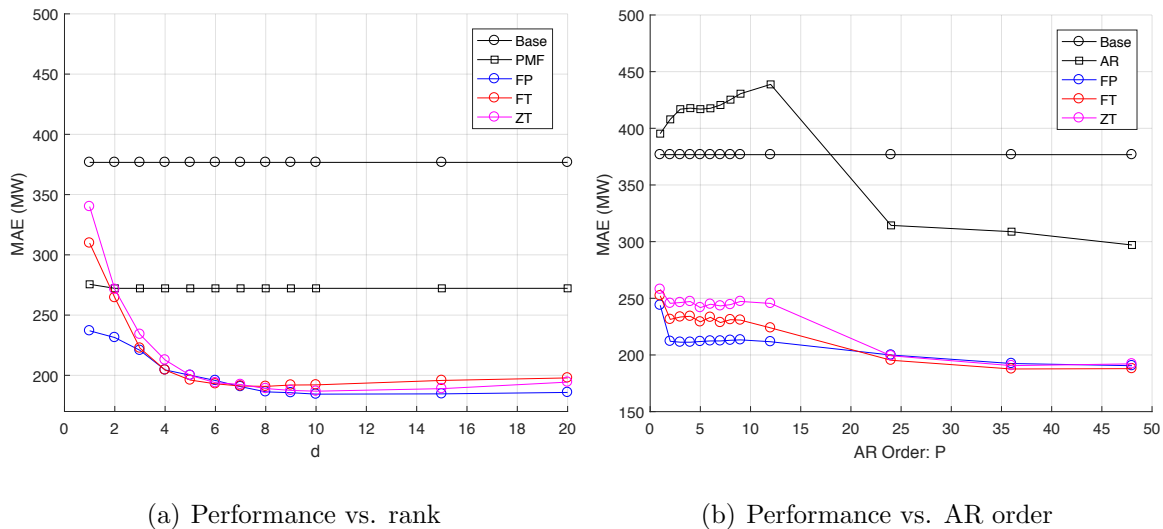 500
450
400
350
300
250
200
MAE (MW)
0 2 4 6 8 10 12 14 16 18 20
d
Base
PMF
FP
FT
ZT
(a) Performance vs. rank
500
450
400
350
300
250
200
150
MAE (MW)
0 5 10 15 20 25 30 35 40 45 50
AR Order: P
Base
AR
FP
FT
ZT
(b) Performance vs. AR order